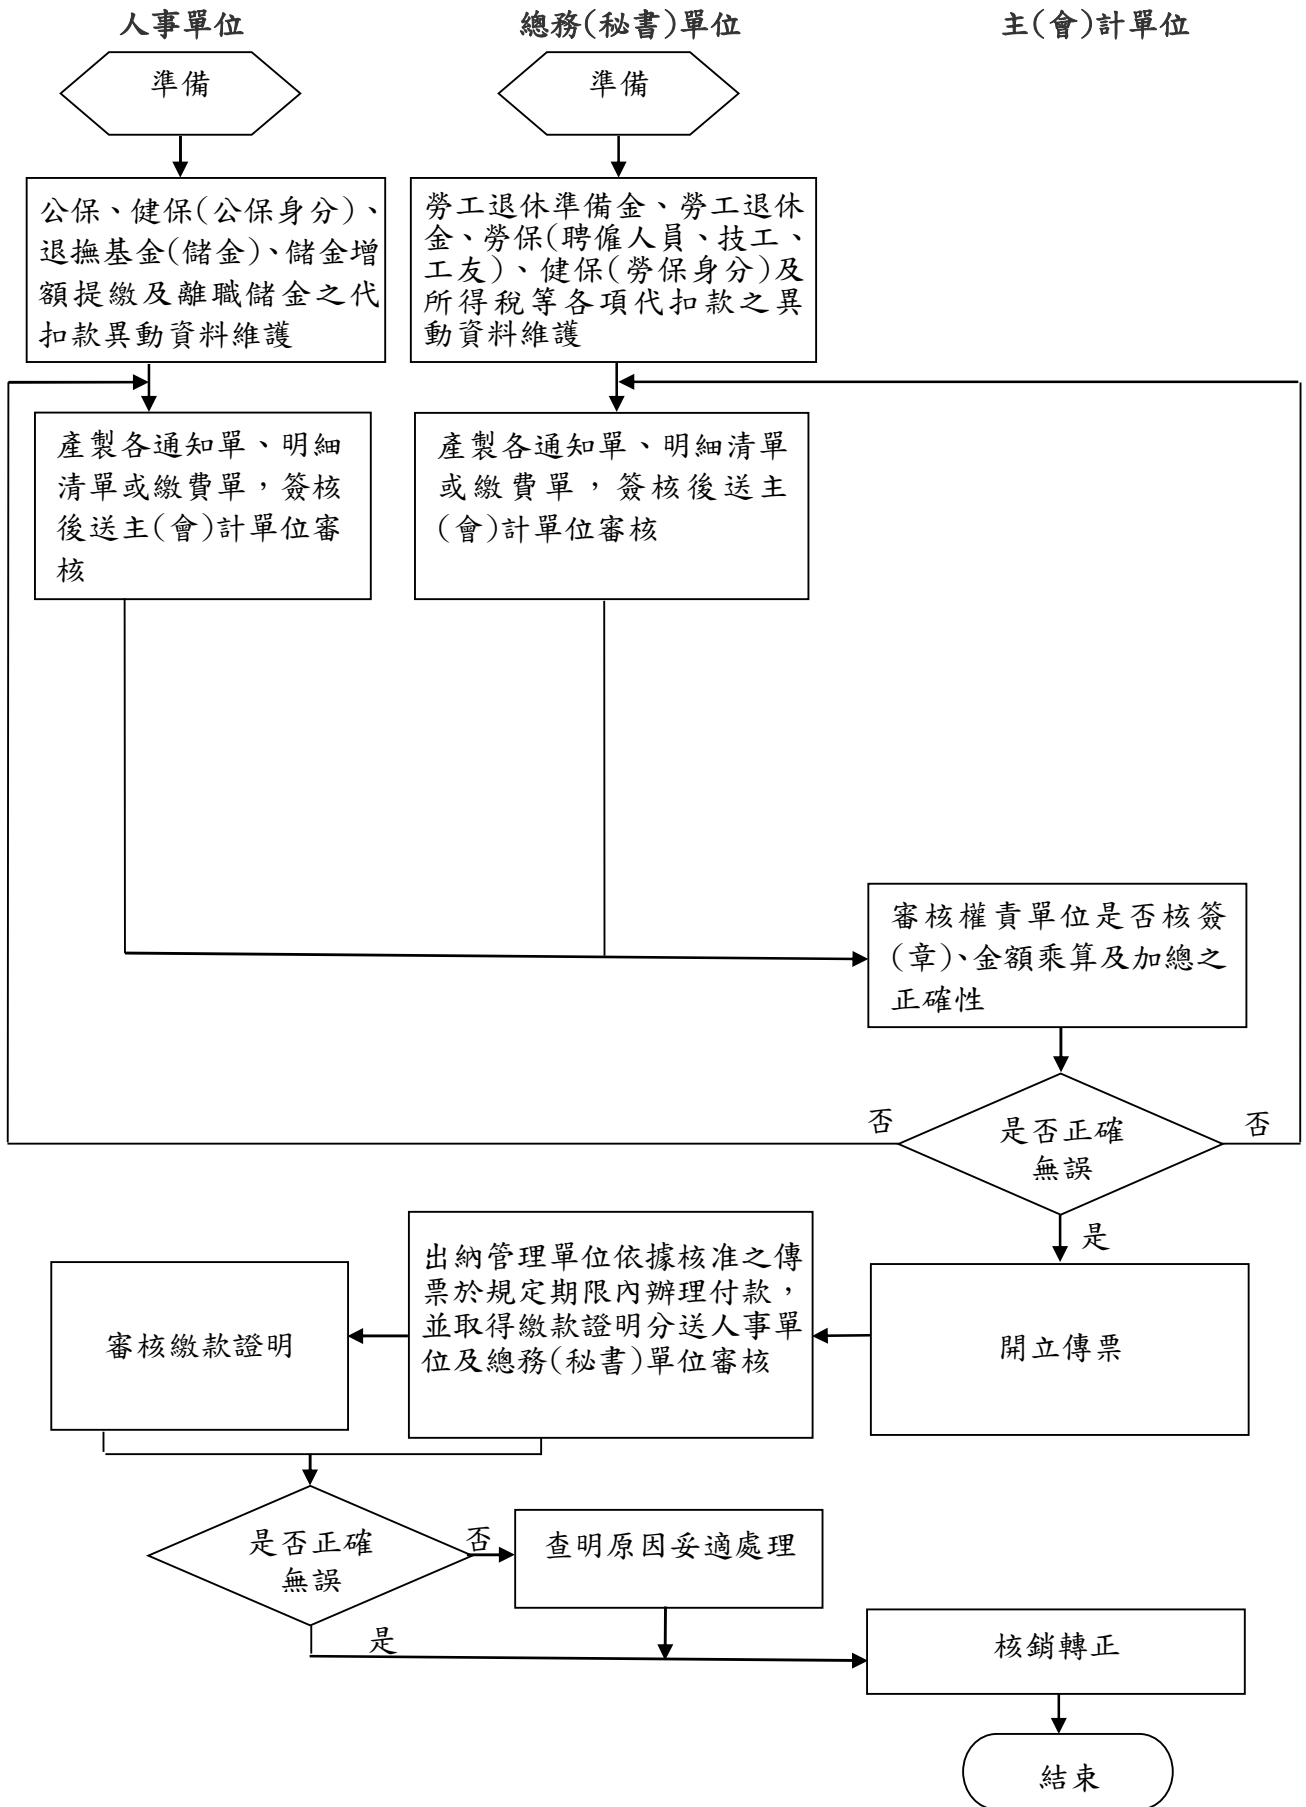 人事單位
總務(秘書)單位
主(會)計單位
準備
準備
公保、健保(公保身分)、
退撫基金(儲金)、儲金增
額提繳及離職儲金之代
扣款異動資料維護
勞工退休準備金、勞工退休
金、勞保(聘僱人員、技工、
工友)、健保(勞保身分)及
所得稅等各項代扣款之異
動資料維護
產製各通知單、明細
清單或繳費單，簽核
後送主(會)計單位審
核
產製各通知單、明細清單
或繳費單，簽核後送主
(會)計單位審核
審核權責單位是否核簽
(章)、金額乘算及加總之
正確性
否
是否正確
無誤
否
是
出納管理單位依據核准之傳
票於規定期限內辦理付款，
並取得繳款證明分送人事單
位及總務(秘書)單位審核
審核繳款證明
開立傳票
是否正確
無誤
否
查明原因妥適處理
是
核銷轉正
結束